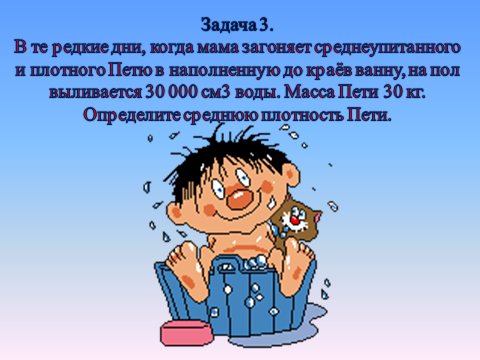 Задача 3.
В те редкие дни, когда мама загоняет среднеупитанного
и плотного Петю в наполненную до краёв ванну, на пол
выливается 30 000 см3 воды. Масса Пети 30 кг.
Определите среднюю плотность Пети.